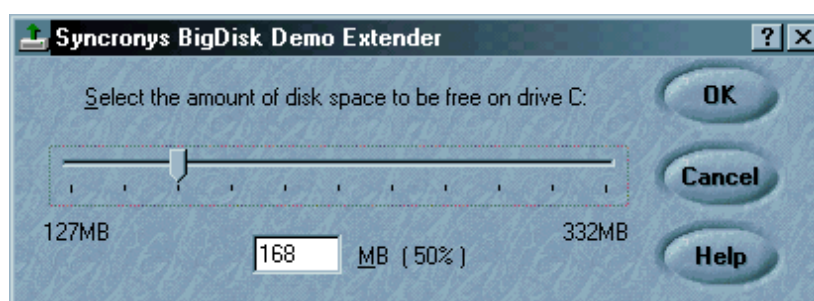 Syncronys BigDisk Demo Extender
Select the amount of disk space to be free on drive C:
OK
Cancel
127MB
332MB
168 MB ( 50% )
Help